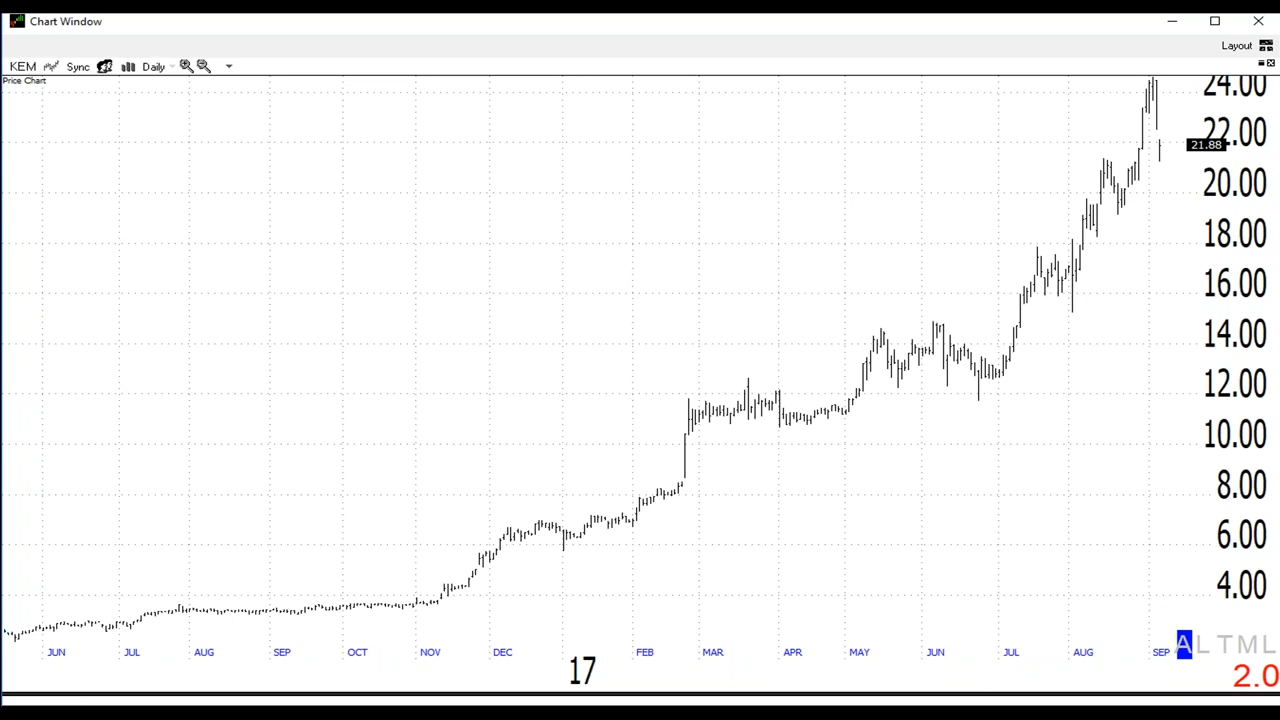 Chart Window
Layout
KEM Sync Daily
Price Chart
24.00
22.00
21.88
20.00
18.00
16.00
14.00
12.00
10.00
8.00
6.00
4.00
A L T M L
JUN JUL AUG SEP OCT NOV DEC FEB MAR APR MAY JUN JUL AUG SEP
17
2.0